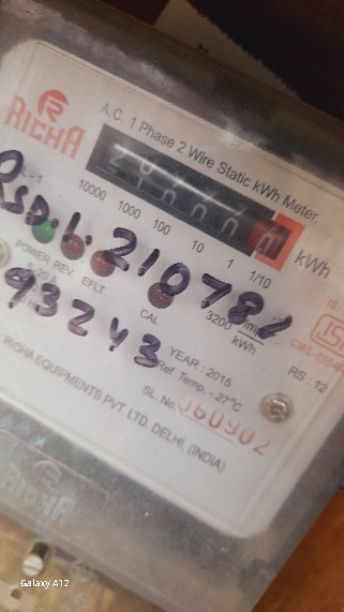 RICHA
A.C. 1 Phase 2 Wire Static kWh Meter.
10000 1000 100 10 1 1/10
kWh
POWER REV. EFLT
CAL
3200 imp
kWh
210782
93243
YEAR : 2015
Ref. Temp. - 27°C
RS : 12
SL. No. 060902
RICHA EQUIPMENTS PVT. LTD. DELHI. (INDIA)
RICHA
Galaxy A12